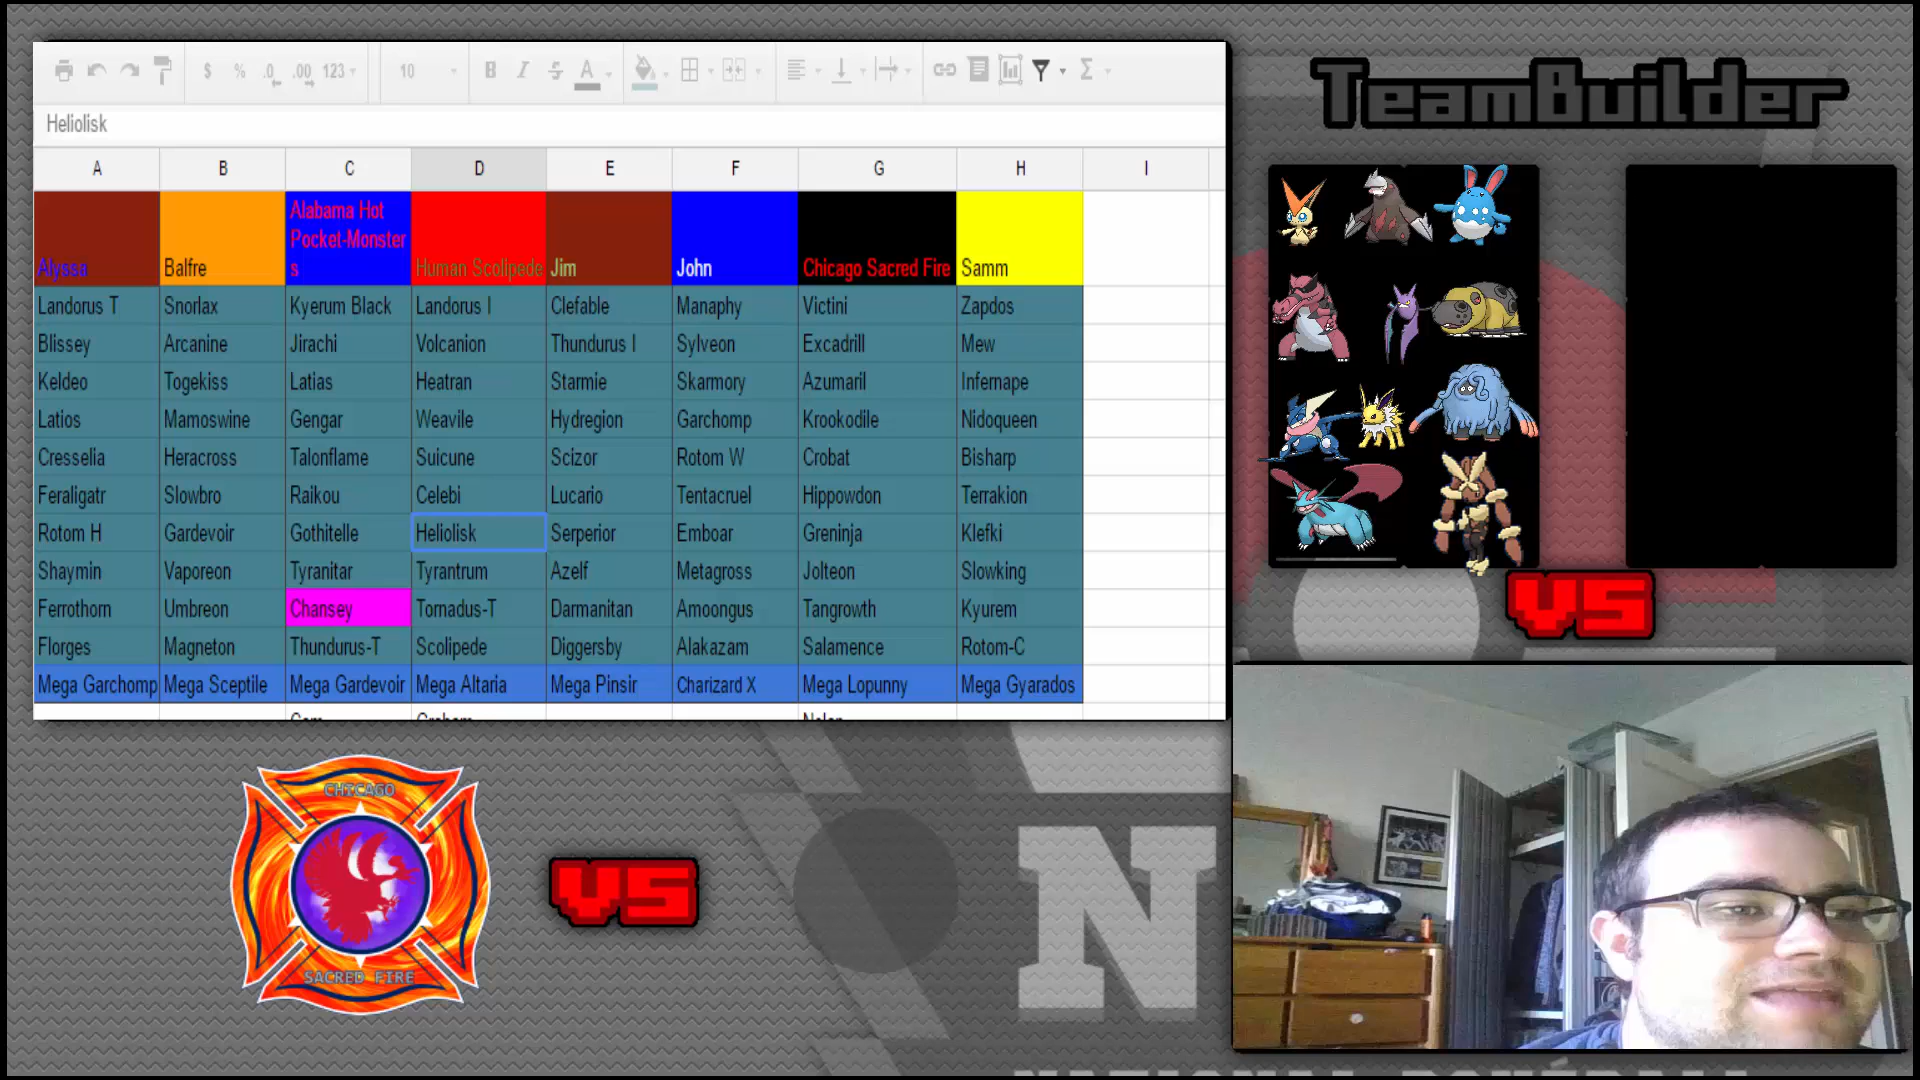 TeamBuilder
$ % .0 .00 123 10 B I S A Σ
Heliolisk
A B C D E F G H I
Alyssa Balfre Alabama Hot Pocket-Monsters Human Scolipede Jim John Chicago Sacred Fire Samm
Landorus T Snorlax Kyerum Black Landorus I Clefable Manaphy Victini Zapdos
Blissey Arcanine Jirachi Volcanion Thundurus I Sylveon Excadrill Mew
Keldeo Togekiss Latias Heatran Starmie Skarmory Azumaril Infernape
Latios Mamoswine Gengar Weavile Hydregion Garchomp Krookodile Nidoqueen
Cresselia Heracross Talonflame Suicune Scizor Rotom W Crobat Bisharp
Feraligatr Slowbro Raikou Celebi Lucario Tentacruel Hippowdon Terrakion
Rotom H Gardevoir Gothitelle Heliolisk Serperior Emboar Greninja Klefki
Shaymin Vaporeon Tyranitar Tyrantrum Azelf Metagross Jolteon Slowking
Ferrothorn Umbreon Chansey Tornadus-T Darmanitan Amoongus Tangrowth Kyurem
Florges Magneton Thundurus-T Scolipede Diggersby Alakazam Salamence Rotom-C
Mega Garchomp Mega Sceptile Mega Gardevoir Mega Altaria Mega Pinsir Charizard X Mega Lopunny Mega Gyarados
VS
CHICAGO
SACRED FIRE
VS
N